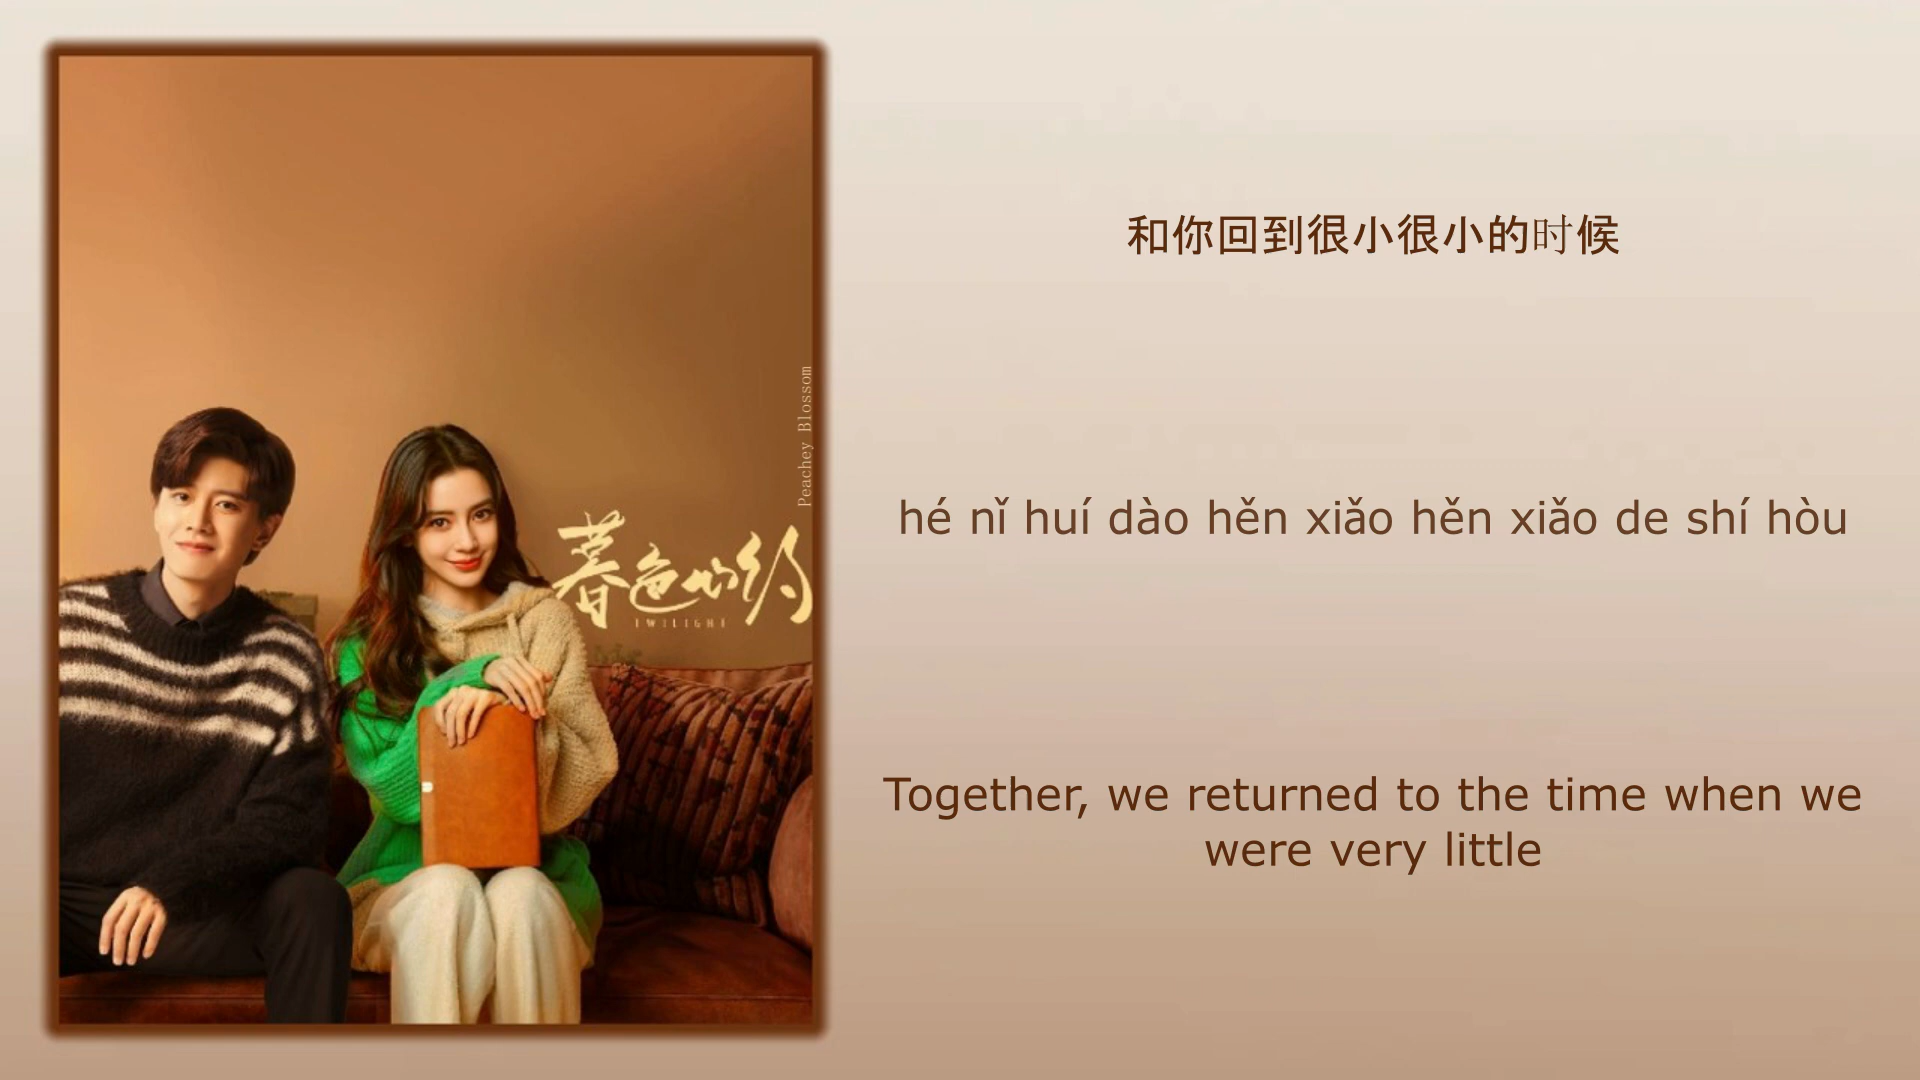 和你回到很小很小的时候
hé nǐ huí dào hěn xiǎo hěn xiǎo de shí hòu
Together, we returned to the time when we
were very little
Peachey Blossom
暮色心约
TWILIGHT